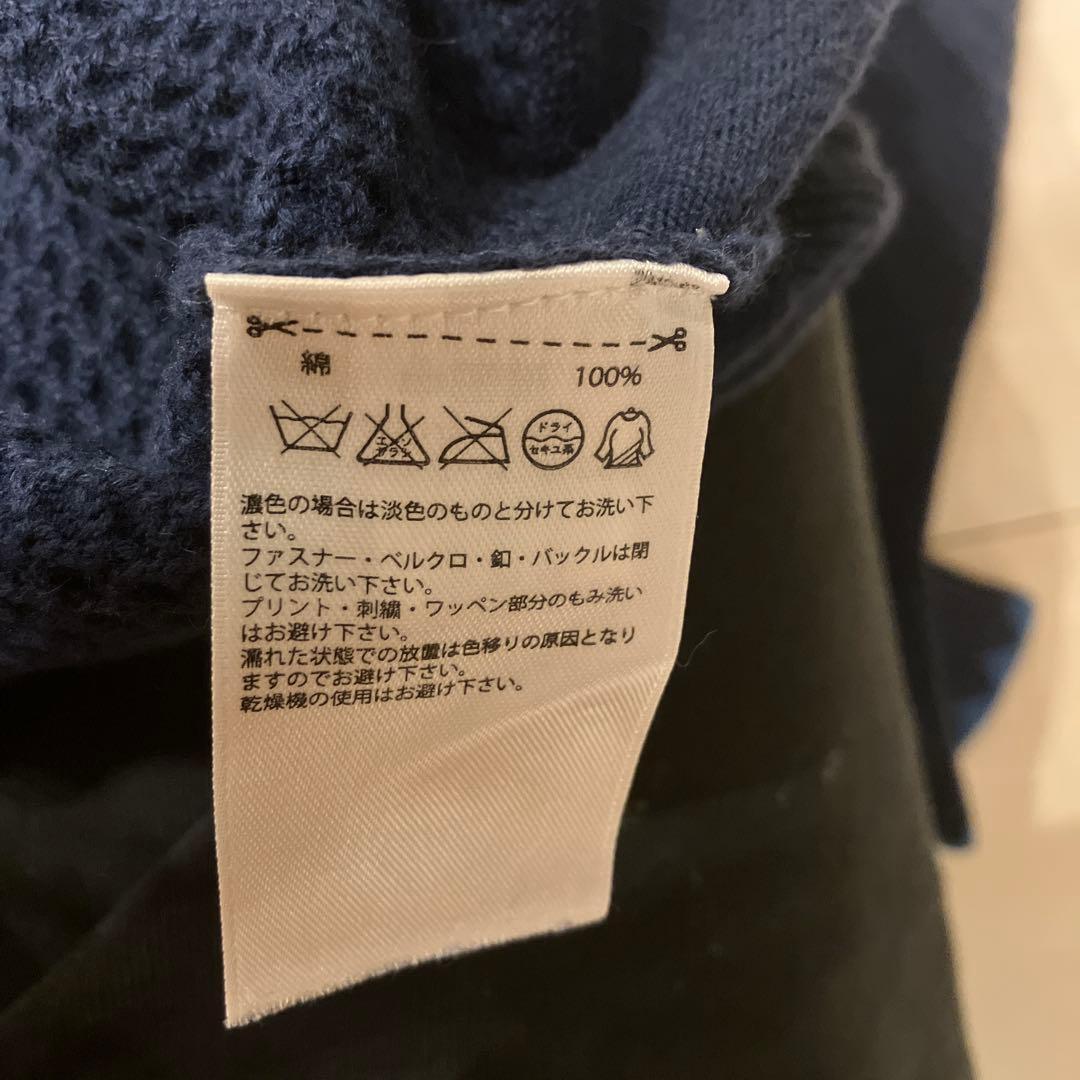 綿 100%
エンソ サラシ
ドライ
セキユ系
濃色の場合は淡色のものと分けてお洗い下
さい。
ファスナー・ベルクロ・釦・バックルは閉
じてお洗い下さい。
プリント・刺繍・ワッペン部分のもみ洗い
はお避け下さい。
濡れた状態での放置は色移りの原因となり
ますのでお避け下さい。
乾燥機の使用はお避け下さい。